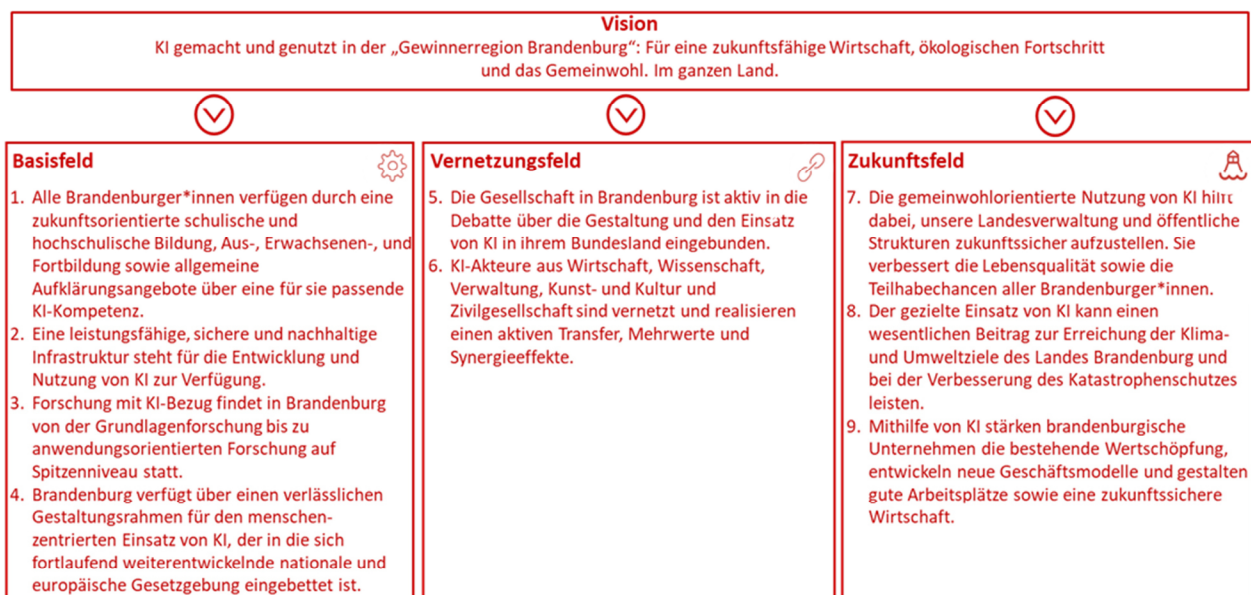 Vision
KI gemacht und genutzt in der „Gewinnerregion Brandenburg“: Für eine zukunftsfähige Wirtschaft, ökologischen Fortschritt
und das Gemeinwohl. Im ganzen Land.
Basisfeld
1. Alle Brandenburger*innen verfügen durch eine
zukunftsorientierte schulische und
hochschulische Bildung, Aus-, Erwachsenen-, und
Fortbildung sowie allgemeine
Aufklärungsangebote über eine für sie passende
KI-Kompetenz.
2. Eine leistungsfähige, sichere und nachhaltige
Infrastruktur steht für die Entwicklung und
Nutzung von KI zur Verfügung.
3. Forschung mit KI-Bezug findet in Brandenburg
von der Grundlagenforschung bis zu
anwendungsorientierten Forschung auf
Spitzenniveau statt.
4. Brandenburg verfügt über einen verlässlichen
Gestaltungsrahmen für den menschen-
zentrierten Einsatz von KI, der in die sich
fortlaufend weiterentwickelnde nationale und
europäische Gesetzgebung eingebettet ist.
Vernetzungsfeld
5. Die Gesellschaft in Brandenburg ist aktiv in die
Debatte über die Gestaltung und den Einsatz
von KI in ihrem Bundesland eingebunden.
6. KI-Akteure aus Wirtschaft, Wissenschaft,
Verwaltung, Kunst- und Kultur und
Zivilgesellschaft sind vernetzt und realisieren
einen aktiven Transfer, Mehrwerte und
Synergieeffekte.
Zukunftsfeld
7. Die gemeinwohlorientierte Nutzung von KI hilft
dabei, unsere Landesverwaltung und öffentliche
Strukturen zukunftssicher aufzustellen. Sie
verbessert die Lebensqualität sowie die
Teilhabechancen aller Brandenburger*innen.
8. Der gezielte Einsatz von KI kann einen
wesentlichen Beitrag zur Erreichung der Klima-
und Umweltziele des Landes Brandenburg und
bei der Verbesserung des Katastrophenschutzes
leisten.
9. Mithilfe von KI stärken brandenburgische
Unternehmen die bestehende Wertschöpfung,
entwickeln neue Geschäftsmodelle und gestalten
gute Arbeitsplätze sowie eine zukunftssichere
Wirtschaft.